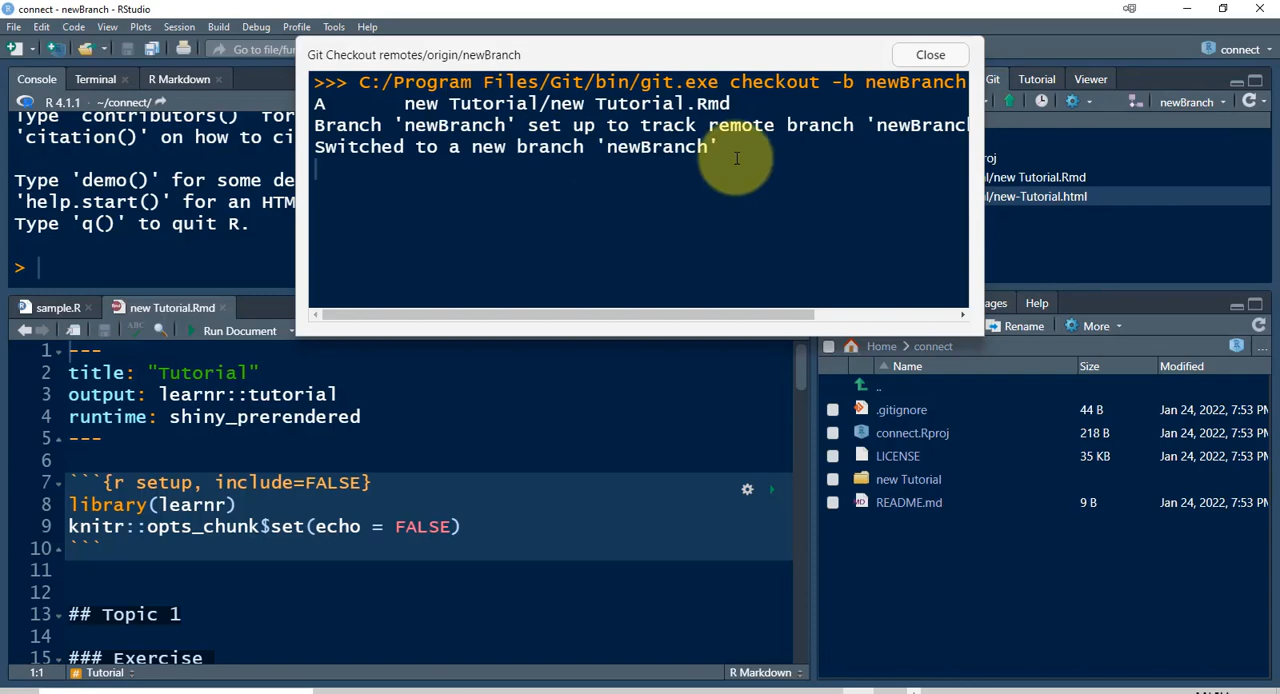 connect - newBranch - RStudio
File Edit Code View Plots Session Build Debug Profile Tools Help
Go to file/fun
connect
Git Checkout remotes/origin/newBranch
Close
>>> C:/Program Files/Git/bin/git.exe checkout -b newBranch
A new Tutorial/new Tutorial.Rmd
Branch 'newBranch' set up to track remote branch 'newBranch
Switched to a new branch 'newBranch'
Console Terminal R Markdown
R 4.1.1 · ~/connect/
Type 'contributors()' for
'citation()' on how to ci
Type 'demo()' for some de
'help.start()' for an HTM
Type 'q()' to quit R.
>
Git Tutorial Viewer
newBranch
roj
l/new Tutorial.Rmd
l/new-Tutorial.html
sample.R new Tutorial.Rmd
Run Document
1 ---
2 title: "Tutorial"
3 output: learnr::tutorial
4 runtime: shiny_prerendered
5 ---
6
7 ```{r setup, include=FALSE}
8 library(learnr)
9 knitr::opts_chunk$set(echo = FALSE)
10 ```
11
12
13 ## Topic 1
14
15 ### Exercise
1:1 # Tutorial R Markdown
ages Help
Rename More
Home > connect
Name Size Modified
..
.gitignore 44 B Jan 24, 2022, 7:53 PM
connect.Rproj 218 B Jan 24, 2022, 7:53 PM
LICENSE 35 KB Jan 24, 2022, 7:53 PM
new Tutorial
README.md 9 B Jan 24, 2022, 7:53 PM